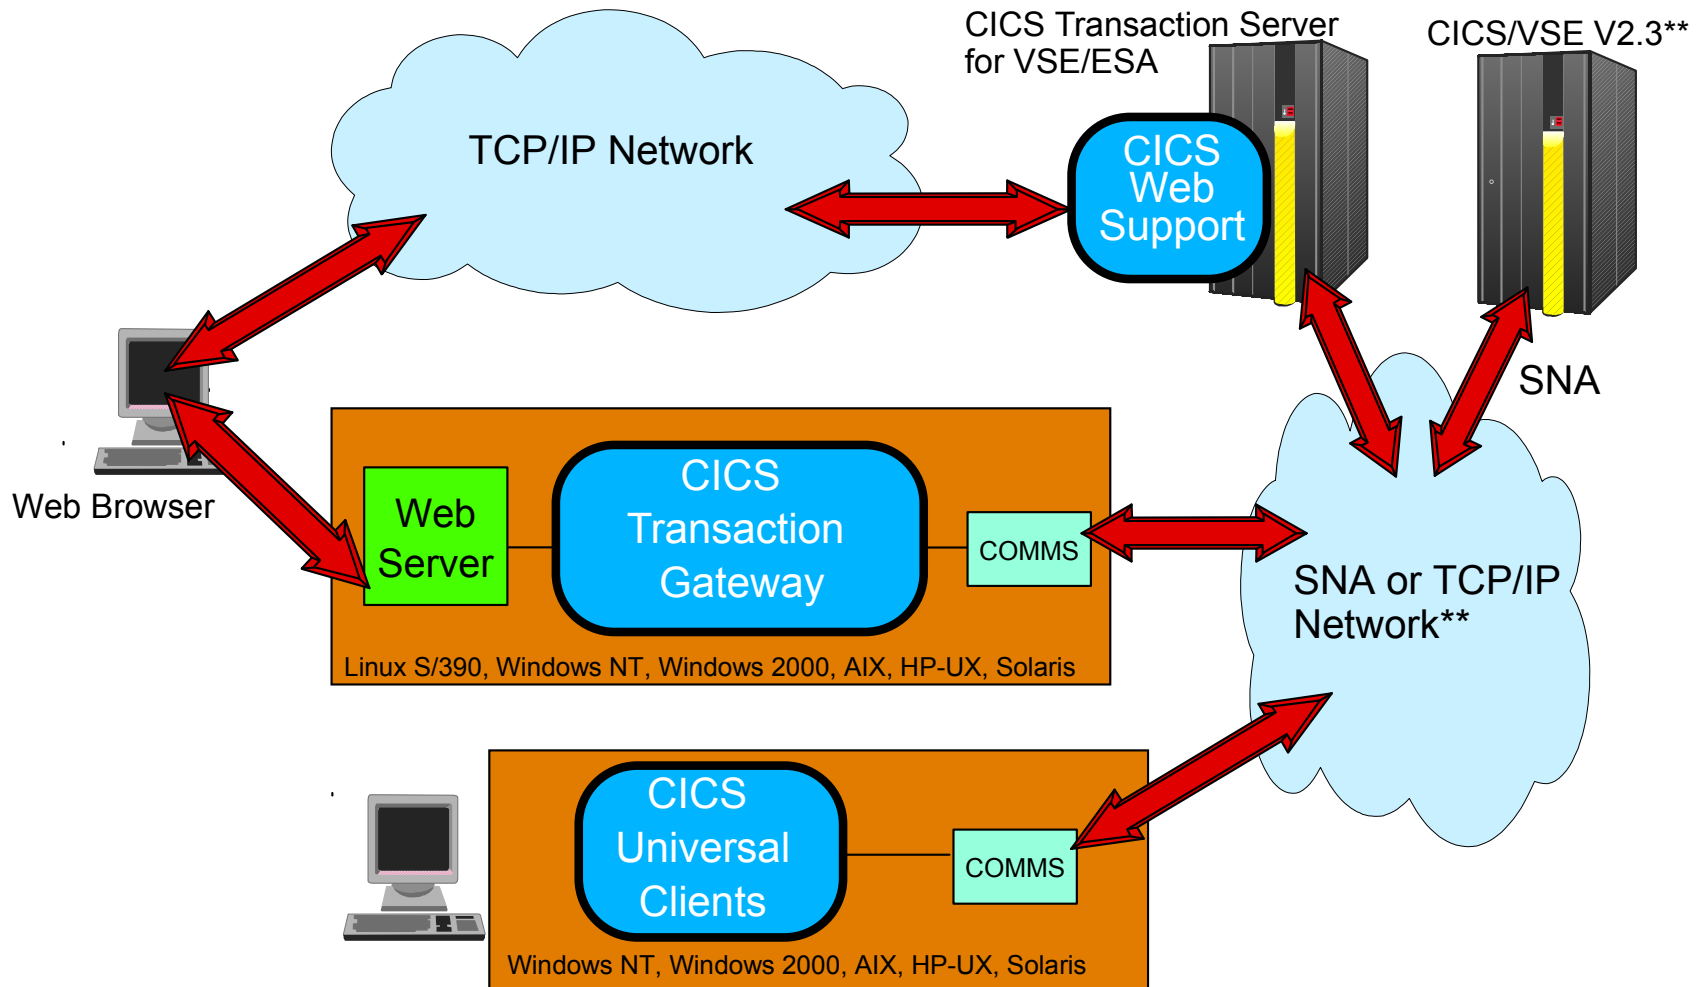 CICS Transaction Server
for VSE/ESA
CICS/VSE V2.3**
TCP/IP Network
CICS
Web
Support
SNA
Web Browser
Web
Server
CICS
Transaction
Gateway
COMMS
SNA or TCP/IP
Network**
Linux S/390, Windows NT, Windows 2000, AIX, HP-UX, Solaris
CICS
Universal
Clients
COMMS
Windows NT, Windows 2000, AIX, HP-UX, Solaris